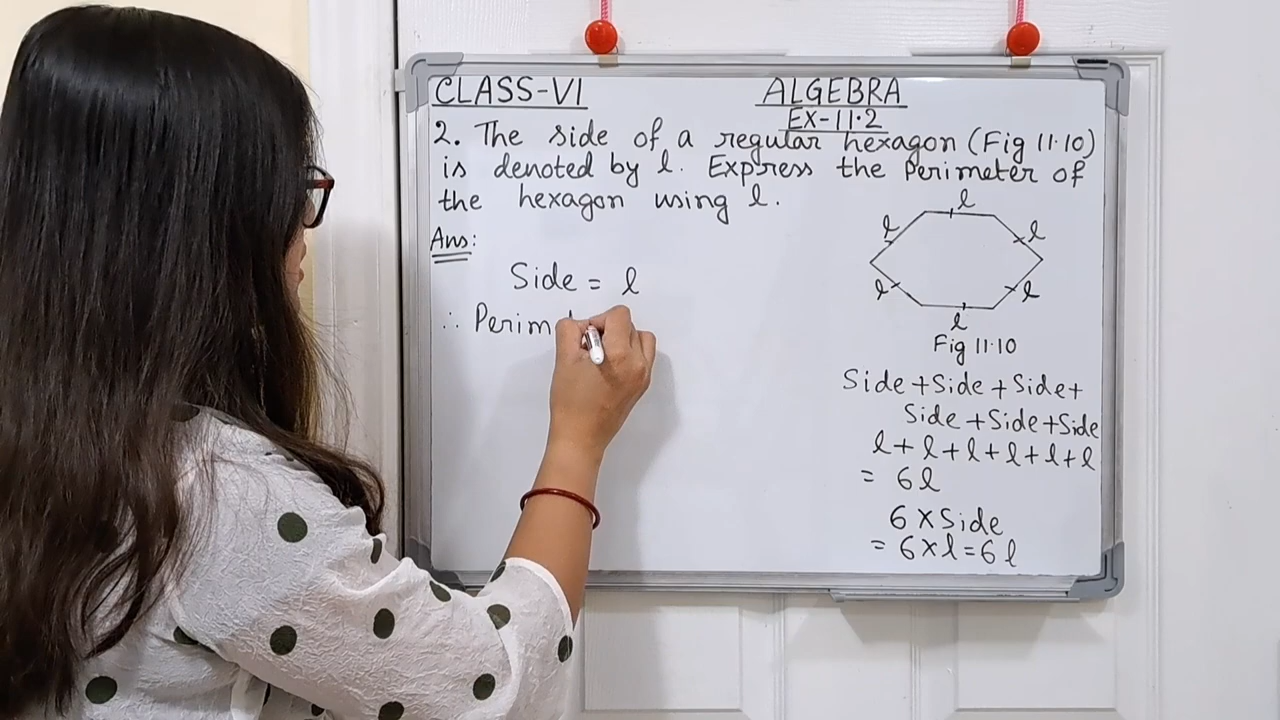 CLASS-VI
ALGEBRA
EX-11.2
2. The side of a regular hexagon (Fig 11.10)
is denoted by l. Express the Perimeter of
the hexagon using l.
Ans:
Side = l
∴ Perim
l
l
l
l
l
l
Fig 11.10
Side + Side + Side +
Side + Side + Side
l + l + l + l + l + l
= 6l
6 × Side
= 6 × l = 6l